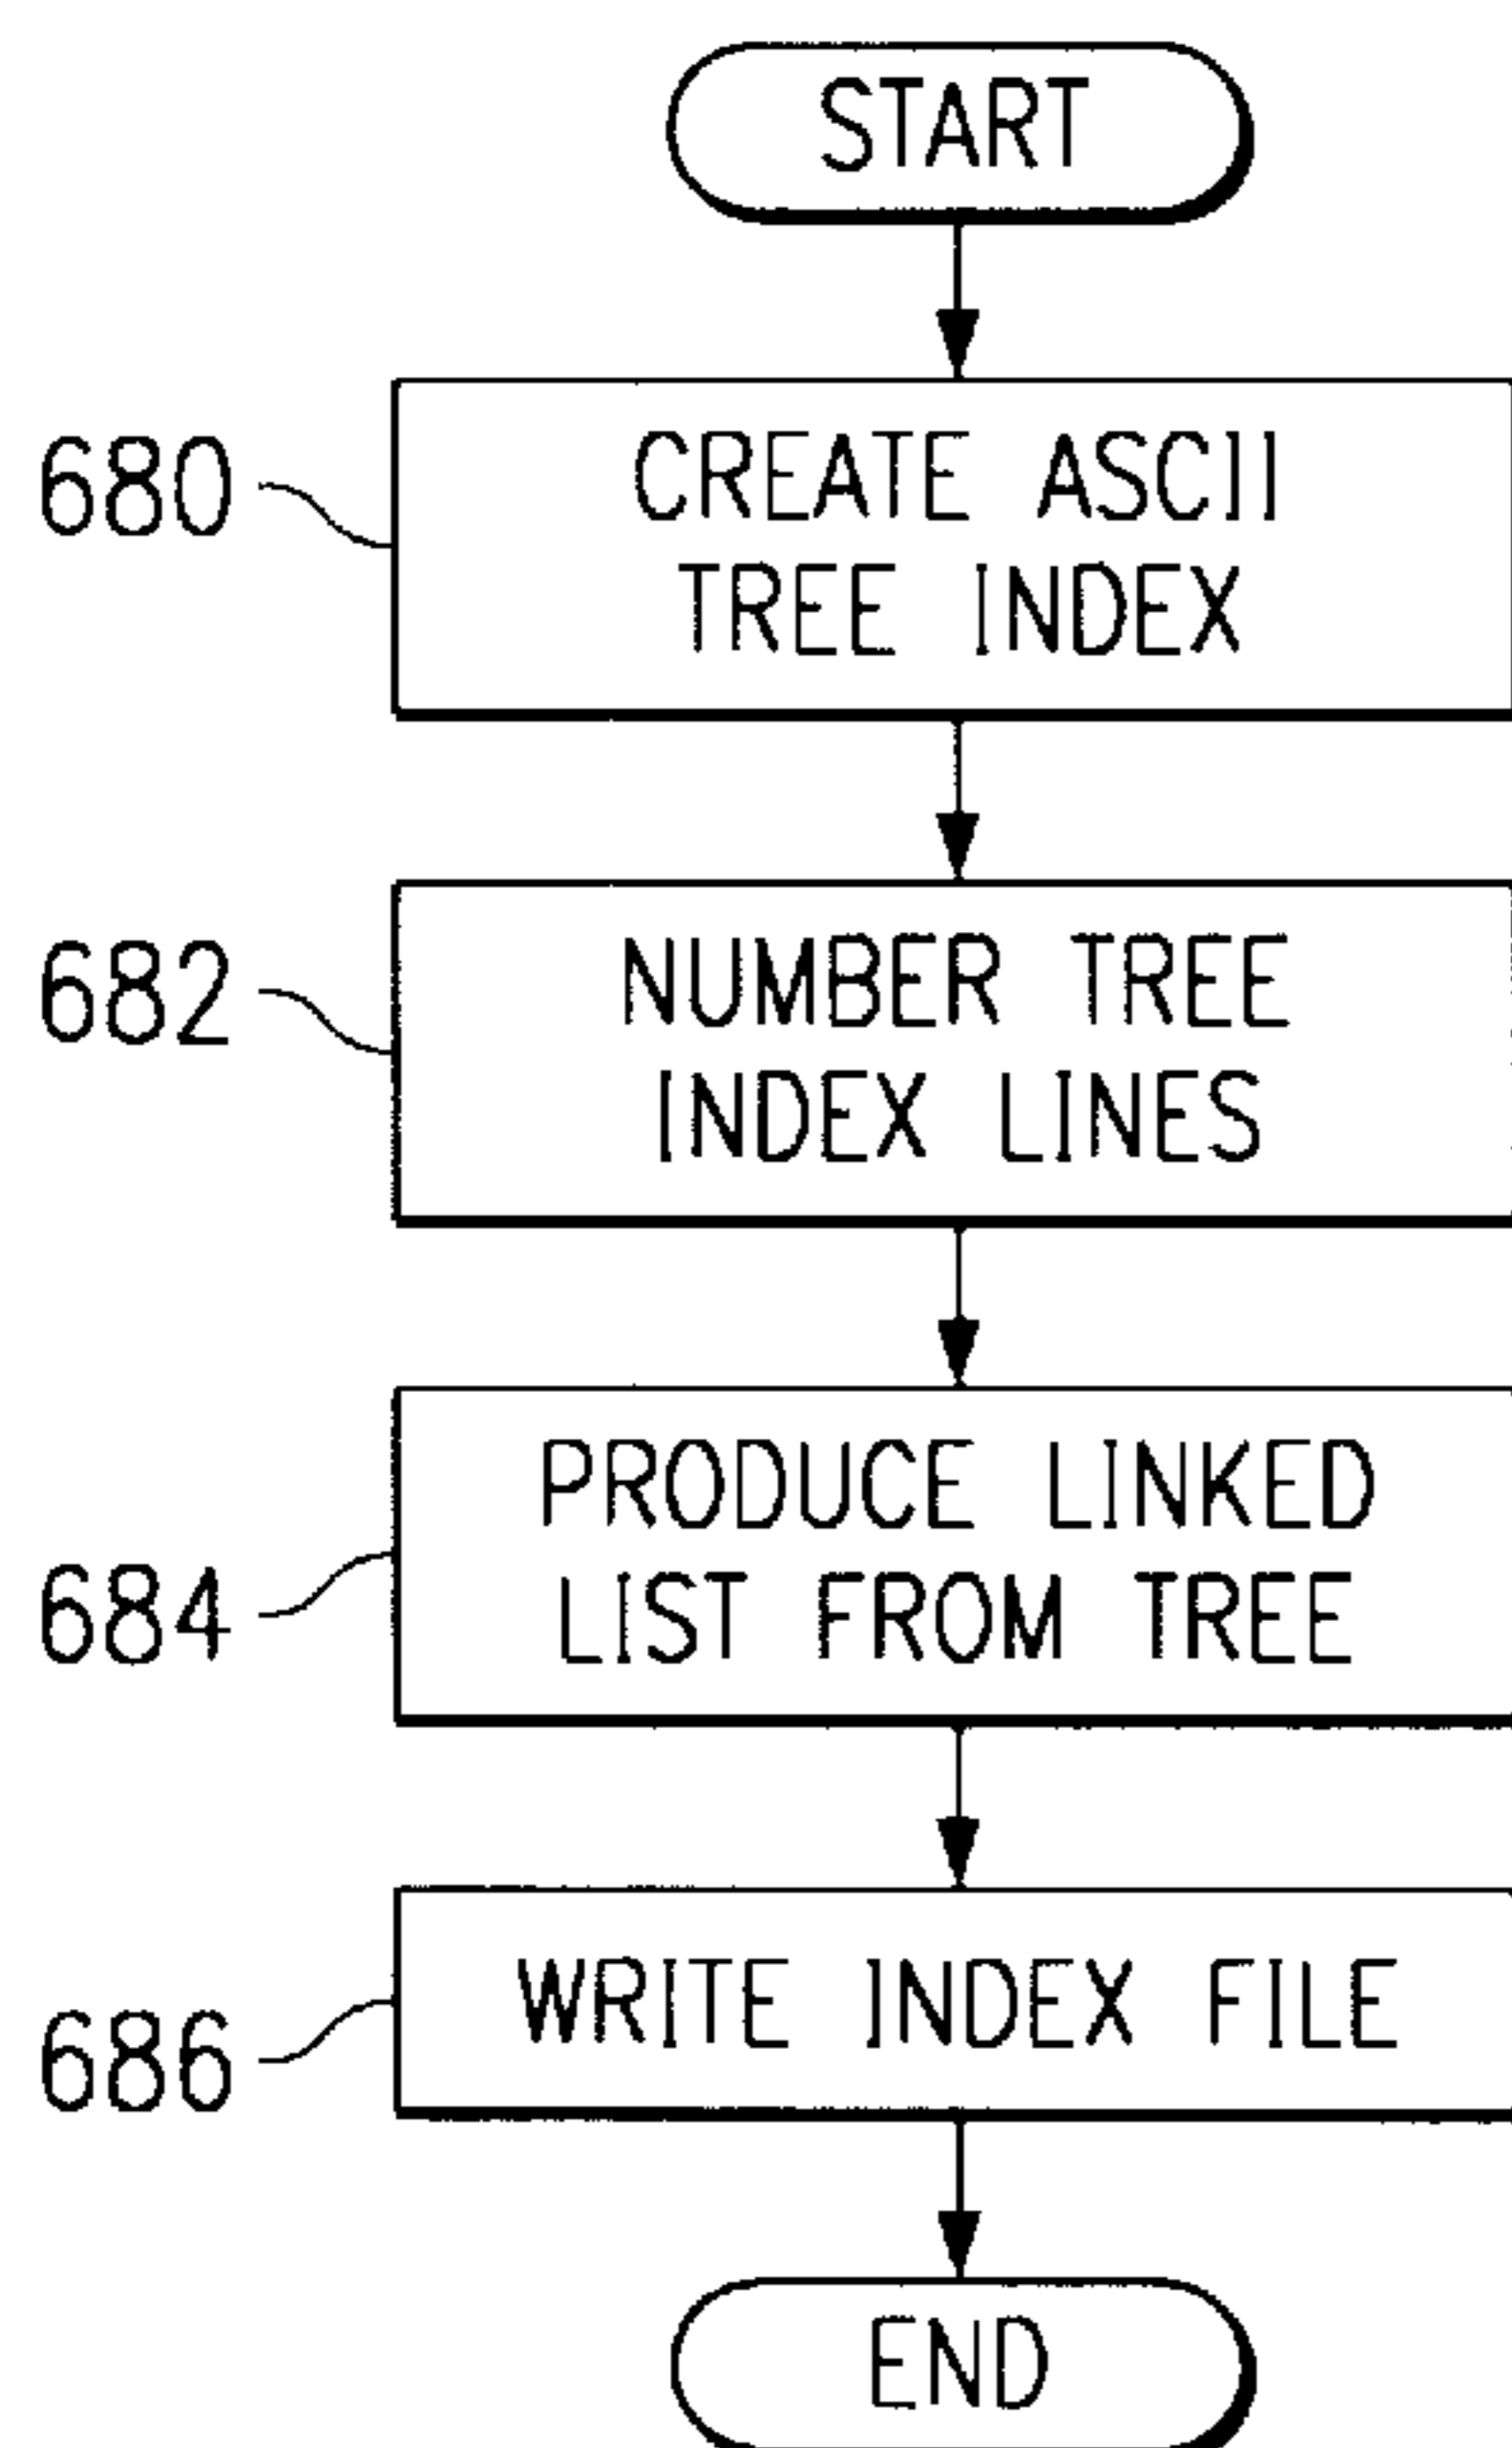 START
680
CREATE ASCII
TREE INDEX
682
NUMBER TREE
INDEX LINES
684
PRODUCE LINKED
LIST FROM TREE
686
WRITE INDEX FILE
END